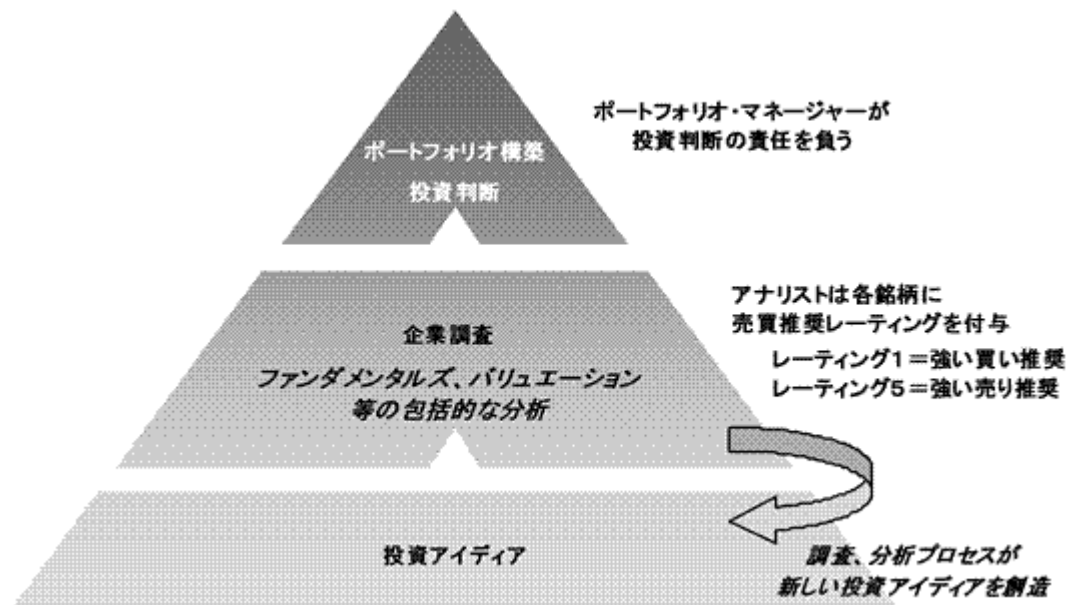 ポートフォリオ構築
投資判断
ポートフォリオ・マネージャーが
投資判断の責任を負う
企業調査
ファンダメンタルズ、バリュエーション
等の包括的な分析
アナリストは各銘柄に
売買推奨レーティングを付与
レーティング1=強い買い推奨
レーティング5=強い売り推奨
投資アイディア
調査、分析プロセスが
新しい投資アイディアを創造